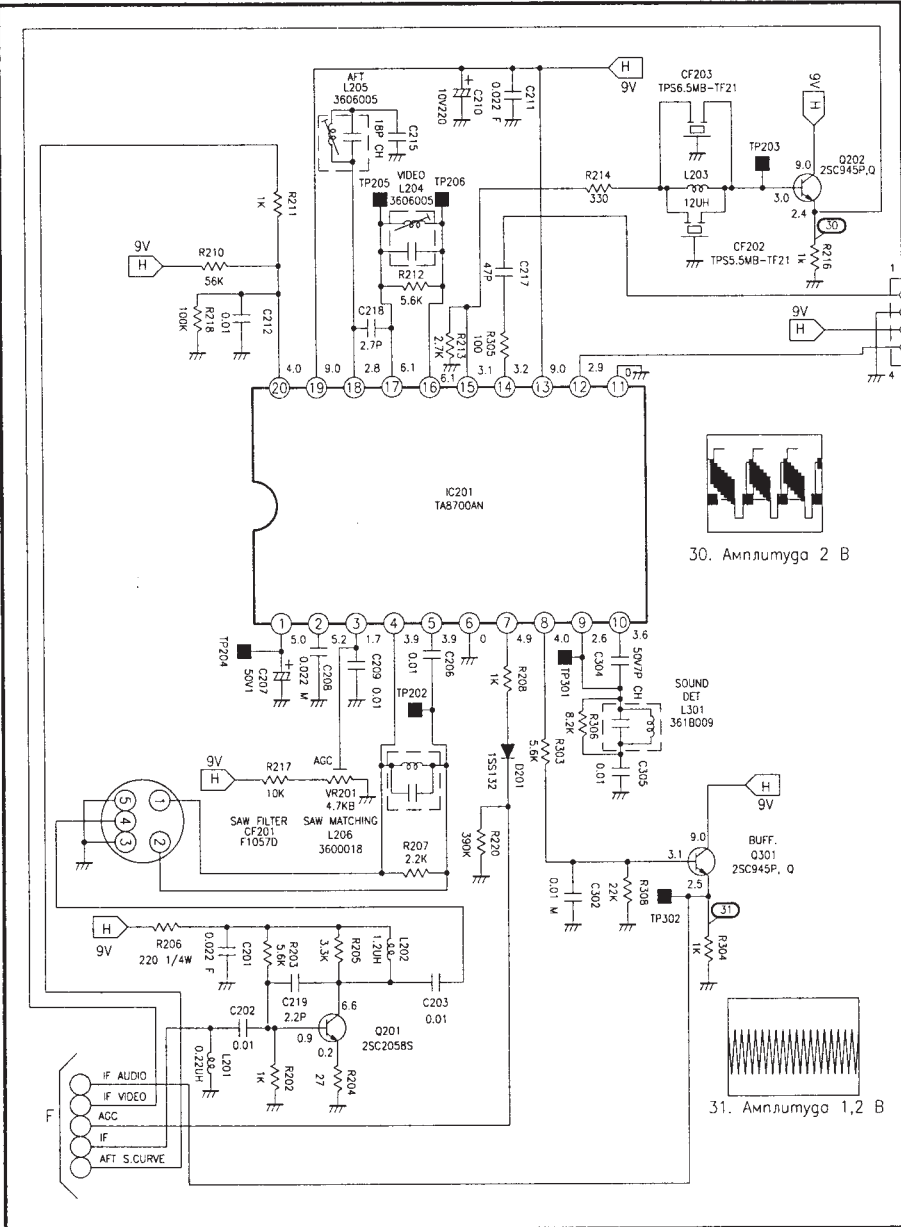 AFT
L205
3606005
18P CH
C215
10V220
C210
0.022 F
C211
H
9V
CF203
TPS6.5MB-TF21
9V
H
Q202
2SC945P,Q
9.0
3.0
2.4
30
R216
1k
TP203
L203
12UH
CF202
TPS5.5MB-TF21
R214
330
VIDEO
L204
3606005
TP205
TP206
R211
1K
9V
H
R210
56K
R218
100K
C212
0.01
R212
5.6K
C218
2.7P
R213
2.7K
R305
100
C217
47P
9V
H
1
4
20
4.0
19
9.0
18
2.8
17
6.1
16
6.1
15
3.1
14
3.2
13
9.0
12
2.9
11
0
IC201
TA8700AN
30. Амплитуда 2 В
1
5.0
2
5.2
3
1.7
4
3.9
5
3.9
6
0
7
4.9
8
4.0
9
2.6
10
3.6
TP204
C207
50V1
C208
0.022 M
C209 0.01
C206
0.01
TP202
R208
1K
D201
1SS132
R303
5.6K
TP301
C304
50V7P CH
SOUND
DET
L301
361B009
R306
8.2K
C305
0.01
9V
H
R217
10K
AGC
VR201
4.7KB
SAW FILTER
CF201
F1057D
SAW MATCHING
L206
3600018
R207
2.2K
R220
390K
5
4
3
1
2
C302
0.01 M
R308
22K
H
9V
9.0
3.1
2.5
BUFF.
Q301
2SC945P, Q
TP302
31
R304
1K
H
9V
R206
220 1/4W
C201
0.022 F
R203
5.6K
R205
3.3K
L202
1.2UH
C219
2.2P
C203
0.01
C202
0.01
L201
0.22UH
R202
1K
6.6
0.9
0.2
Q201
2SC2058S
R204
27
F
IF AUDIO
IF VIDEO
AGC
IF
AFT S.CURVE
31. Амплитуда 1,2 В